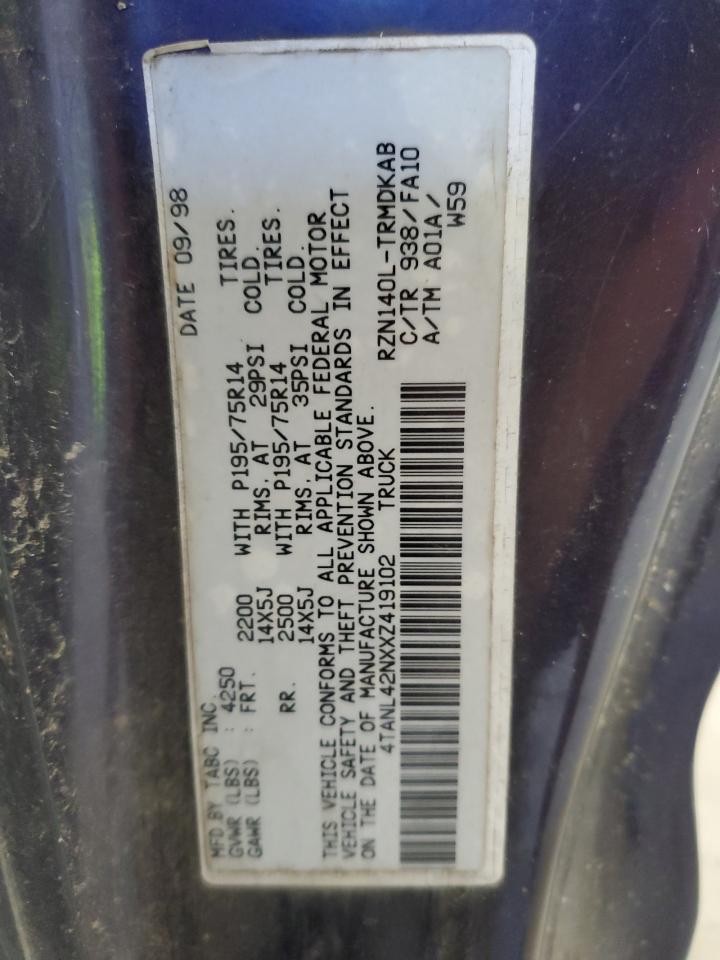 MFD BY TABC INC. DATE 09/98
GVWR (LBS) : 4250
GAWR (LBS) : FRT. 2200 WITH P195/75R14 TIRES.
14X5J RIMS. AT 29PSI COLD.
RR. 2500 WITH P195/75R14 TIRES.
14X5J RIMS. AT 35PSI COLD.
THIS VEHICLE CONFORMS TO ALL APPLICABLE FEDERAL MOTOR
VEHICLE SAFETY AND THEFT PREVENTION STANDARDS IN EFFECT
ON THE DATE OF MANUFACTURE SHOWN ABOVE.
4TANL42NXXZ419102 TRUCK RZN140L-TRMDKAB
C/TR 938/FA10
A/TM A01A/
W59